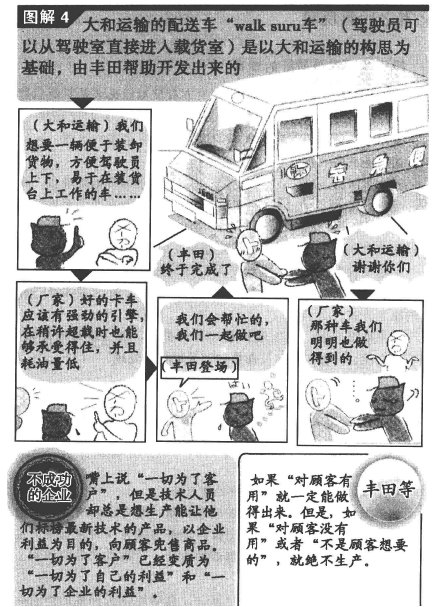 图解 4
大和运输的配送车“walk suru车”（驾驶员可
以从驾驶室直接进入载货室）是以大和运输的构思为
基础，由丰田帮助开发出来的
（大和运输）我们
想要一辆便于装卸
货物，方便驾驶员
上下，易于在装货
台上工作的车……
（丰田）
终于完成了
（大和运输）
谢谢你们
（厂家）好的卡车
应该有强劲的引擎，
在稍许超载时也能
够承受得住，并且
耗油量低
我们会帮忙的，
我们一起做吧
（丰田登场）
（厂家）
那种车我们
明明也做
得到的
不成功
的企业
嘴上说“一切为了客
户”，但是技术人员
却总是想生产能让他
们标榜最新技术的产品，以企业
利益为目的，向顾客兜售商品。
“一切为了客户”已经变质为
“一切为了自己的利益”和“一
切为了企业的利益”。
丰田等
如果“对顾客有
用”就一定能做
得出来。但是，如
果“对顾客没有
用”或者“不是顾客想要
的”，就绝不生产。